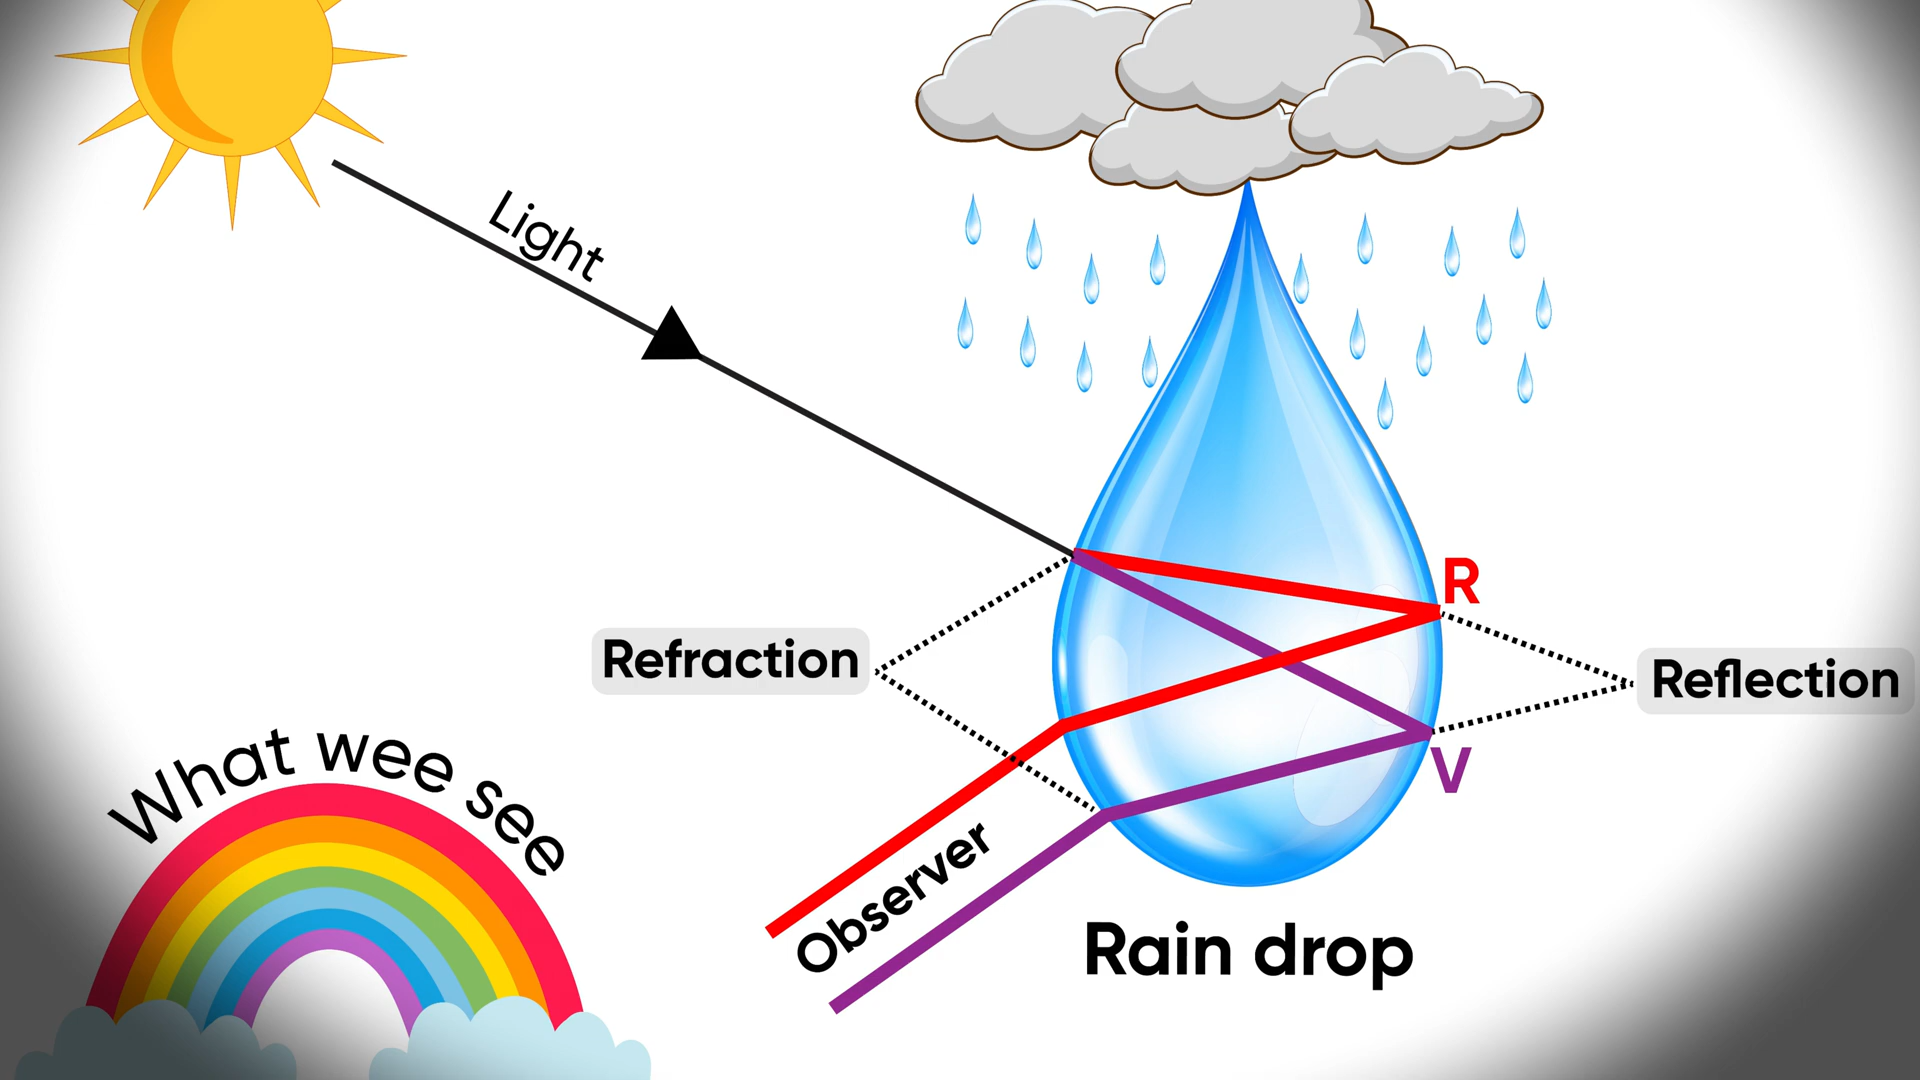 Light
R
Refraction
Reflection
What wee see
V
Observer
Rain drop